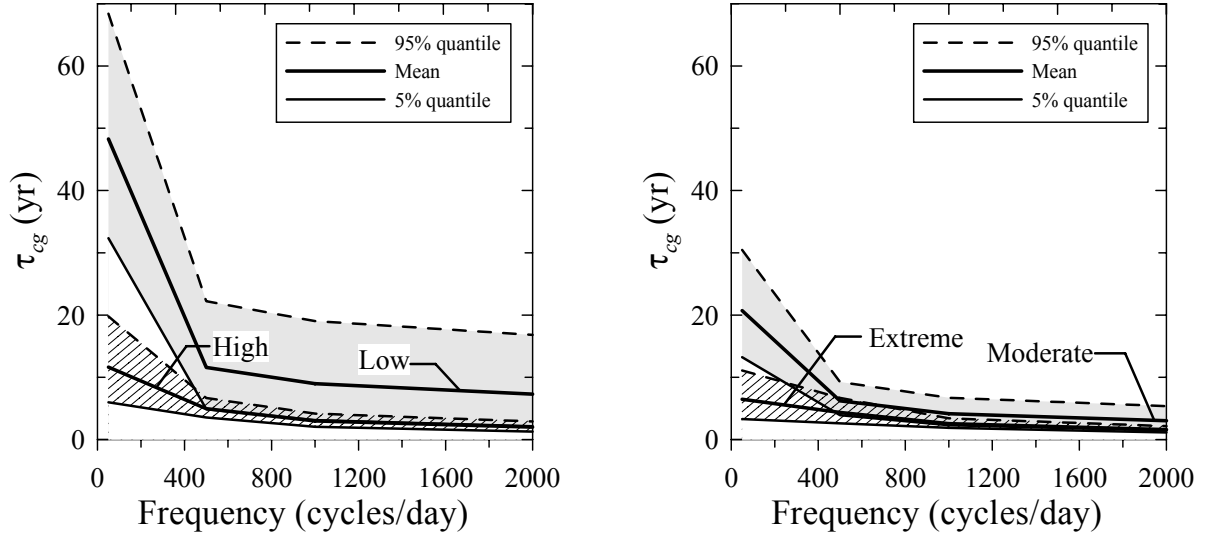 95% quantile
Mean
5% quantile
60
40
20
0
τcg (yr)
High
Low
0 400 800 1200 1600 2000
Frequency (cycles/day)
95% quantile
Mean
5% quantile
60
40
20
0
τcg (yr)
Extreme
Moderate
0 400 800 1200 1600 2000
Frequency (cycles/day)